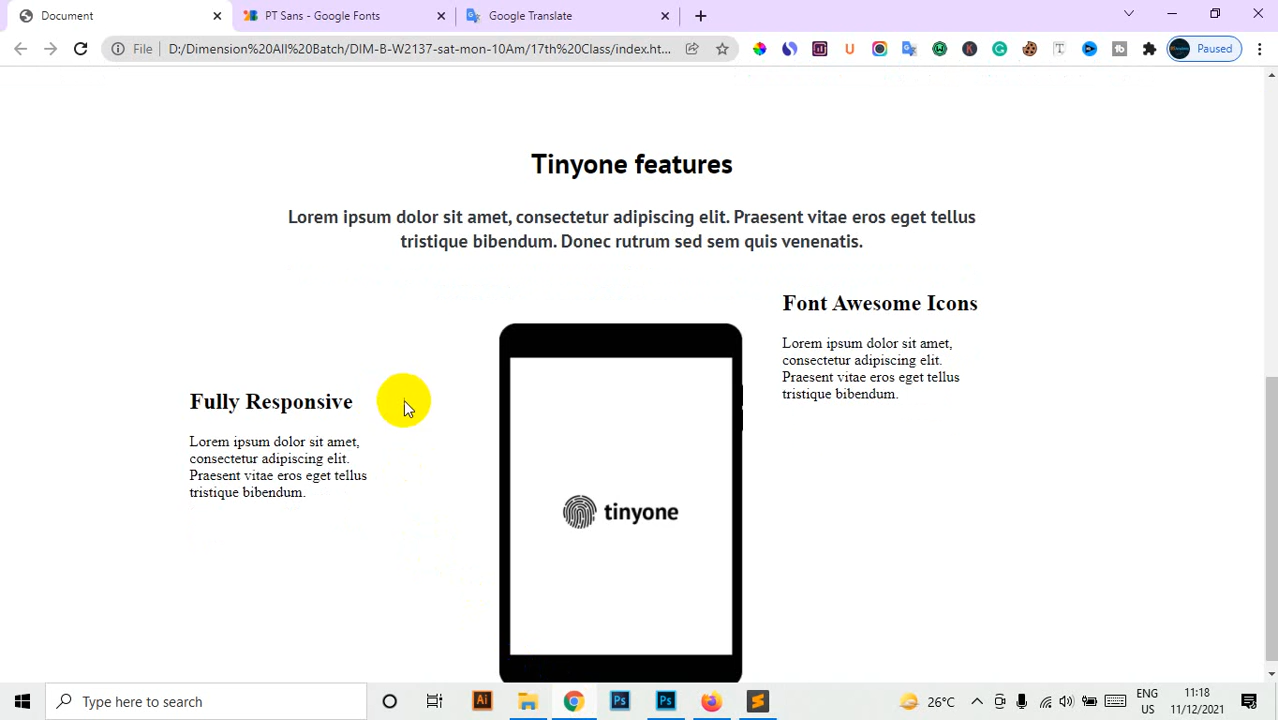 Document
PT Sans - Google Fonts
Google Translate
File
D:/Dimension%20All%20Batch/DIM-B-W2137-sat-mon-10Am/17th%20Class/index.ht...
Paused
Tinyone features
Lorem ipsum dolor sit amet, consectetur adipiscing elit. Praesent vitae eros eget tellus
tristique bibendum. Donec rutrum sed sem quis venenatis.
Font Awesome Icons
Lorem ipsum dolor sit amet,
consectetur adipiscing elit.
Praesent vitae eros eget tellus
tristique bibendum.
Fully Responsive
Lorem ipsum dolor sit amet,
consectetur adipiscing elit.
Praesent vitae eros eget tellus
tristique bibendum.
tinyone
Type here to search
Ai
Ps
Ps
26°C
ENG
US
11:18
11/12/2021